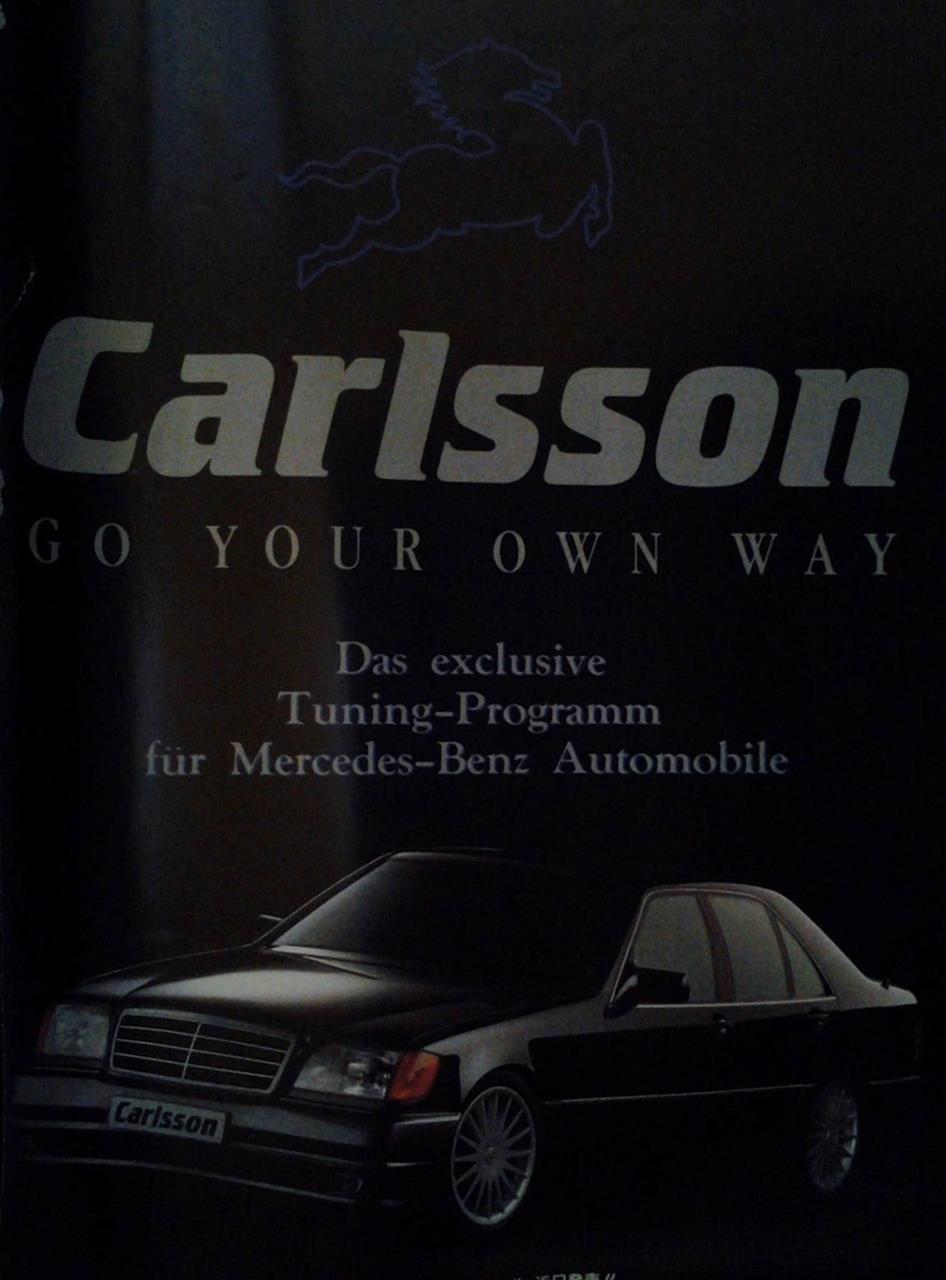 Carlsson
GO YOUR OWN WAY
Das exclusive
Tuning-Programm
für Mercedes-Benz Automobile
Carlsson